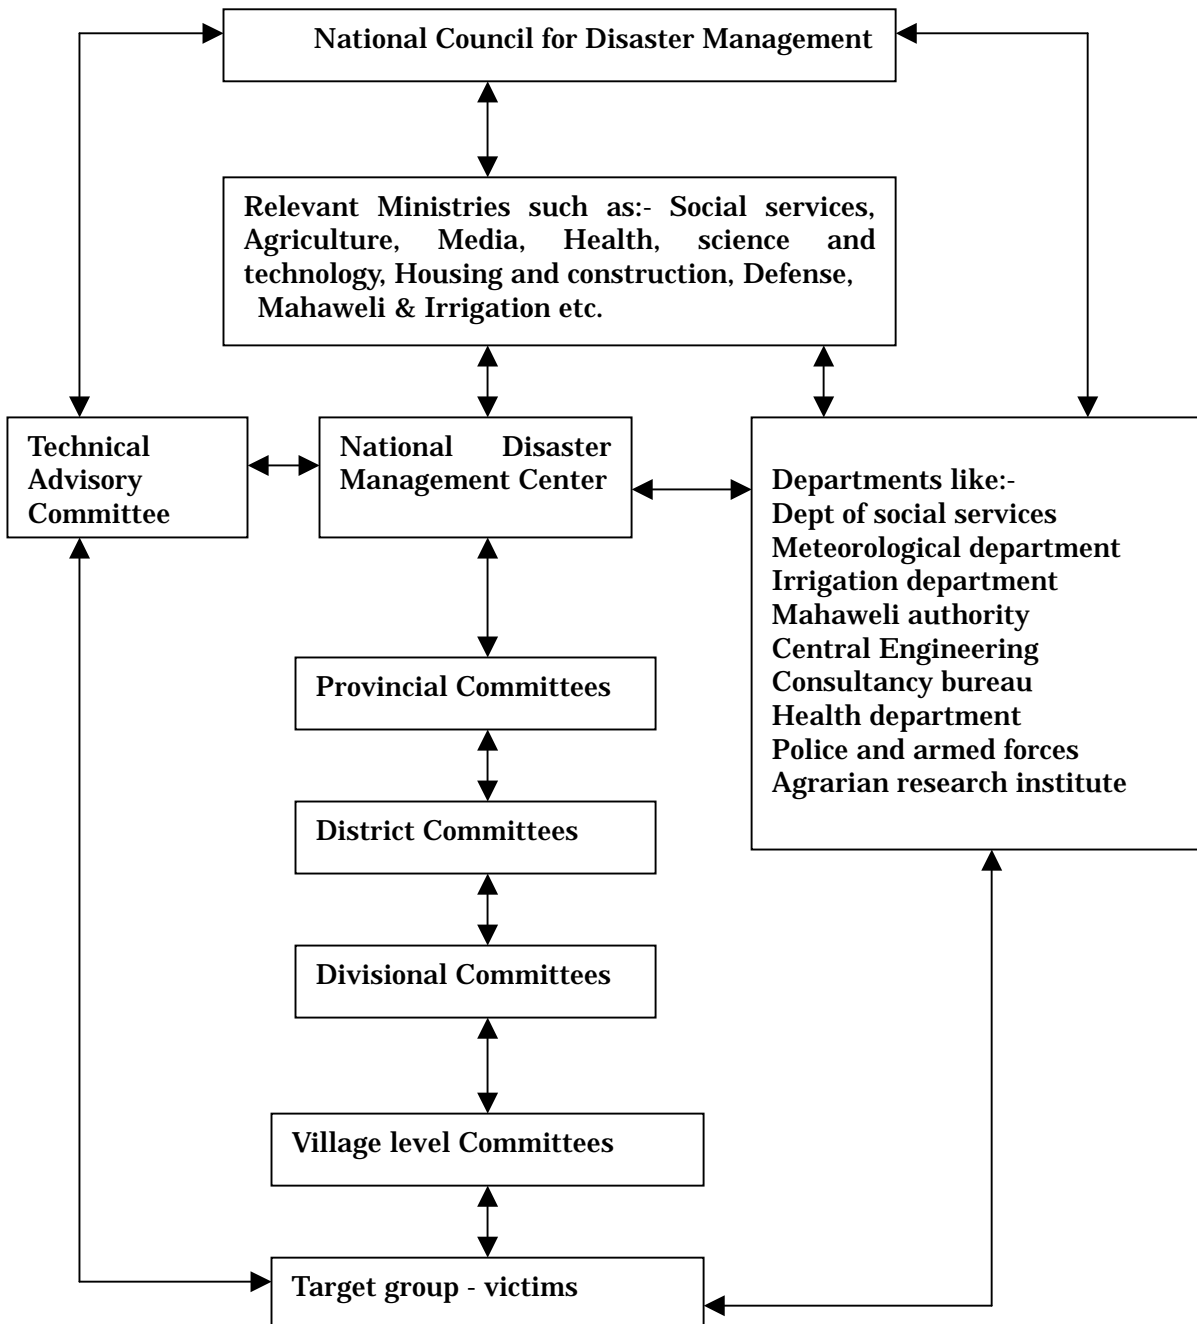 National Council for Disaster Management
Relevant Ministries such as:- Social services,
Agriculture, Media, Health, science and
technology, Housing and construction, Defense,
Mahaweli & Irrigation etc.
Technical
Advisory
Committee
National Disaster
Management Center
Departments like:-
Dept of social services
Meteorological department
Irrigation department
Mahaweli authority
Central Engineering
Consultancy bureau
Health department
Police and armed forces
Agrarian research institute
Provincial Committees
District Committees
Divisional Committees
Village level Committees
Target group - victims